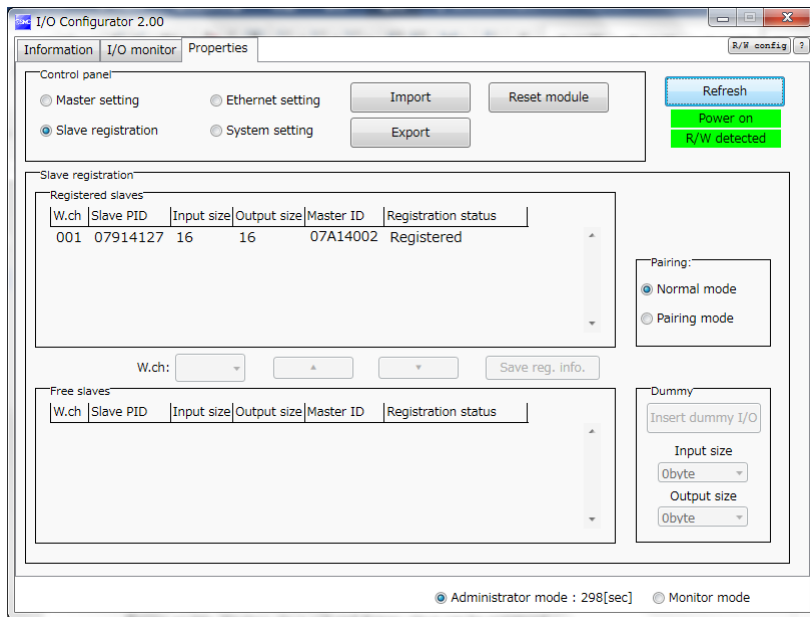 SMC I/O Configurator 2.00
Information I/O monitor Properties R/W config ?
Control panel
Master setting Ethernet setting Import Reset module Refresh
Power on
Slave registration System setting Export R/W detected
Slave registration
Registered slaves
W.ch Slave PID Input size Output size Master ID Registration status
001 07914127 16 16 07A14002 Registered
Pairing:
Normal mode
Pairing mode
W.ch: Save reg. info.
Free slaves
W.ch Slave PID Input size Output size Master ID Registration status
Dummy
Insert dummy I/O
Input size
0byte
Output size
0byte
Administrator mode : 298[sec] Monitor mode